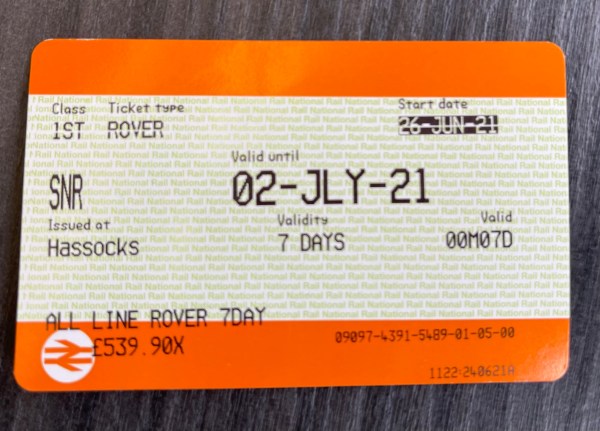 Class Ticket type Start date
1ST ROVER 26-JUN-21
Valid until
SNR 02-JLY-21
Issued at Validity Valid
Hassocks 7 DAYS 00M07D
ALL LINE ROVER 7DAY
£539.90X 09097-4391-5489-01-05-00
1122:240621A